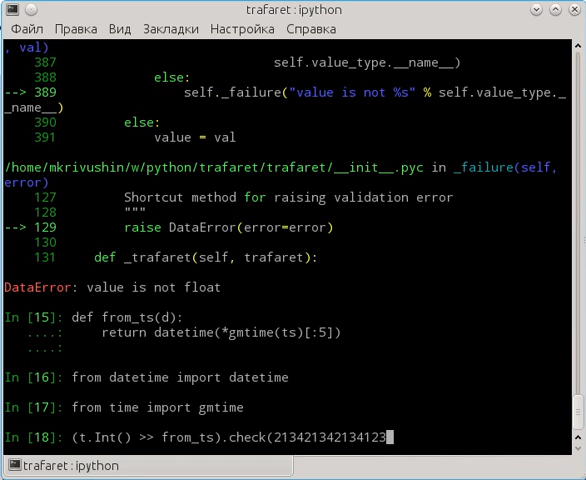 trafaret : ipython
Файл Правка Вид Закладки Настройка Справка
, val)
387 self.value_type.__name__)
388 else:
--> 389 self._failure("value is not %s" % self.value_type._
_name__)
390 else:
391 value = val
/home/mkrivushin/w/python/trafaret/trafaret/__init__.pyc in _failure(self,
error)
127 Shortcut method for raising validation error
128 """
--> 129 raise DataError(error=error)
130
131 def _trafaret(self, trafaret):
DataError: value is not float
In [15]: def from_ts(d):
....: return datetime(*gmtime(ts)[:5])
....:
In [16]: from datetime import datetime
In [17]: from time import gmtime
In [18]: (t.Int() >> from_ts).check(213421342134123
trafaret : ipython